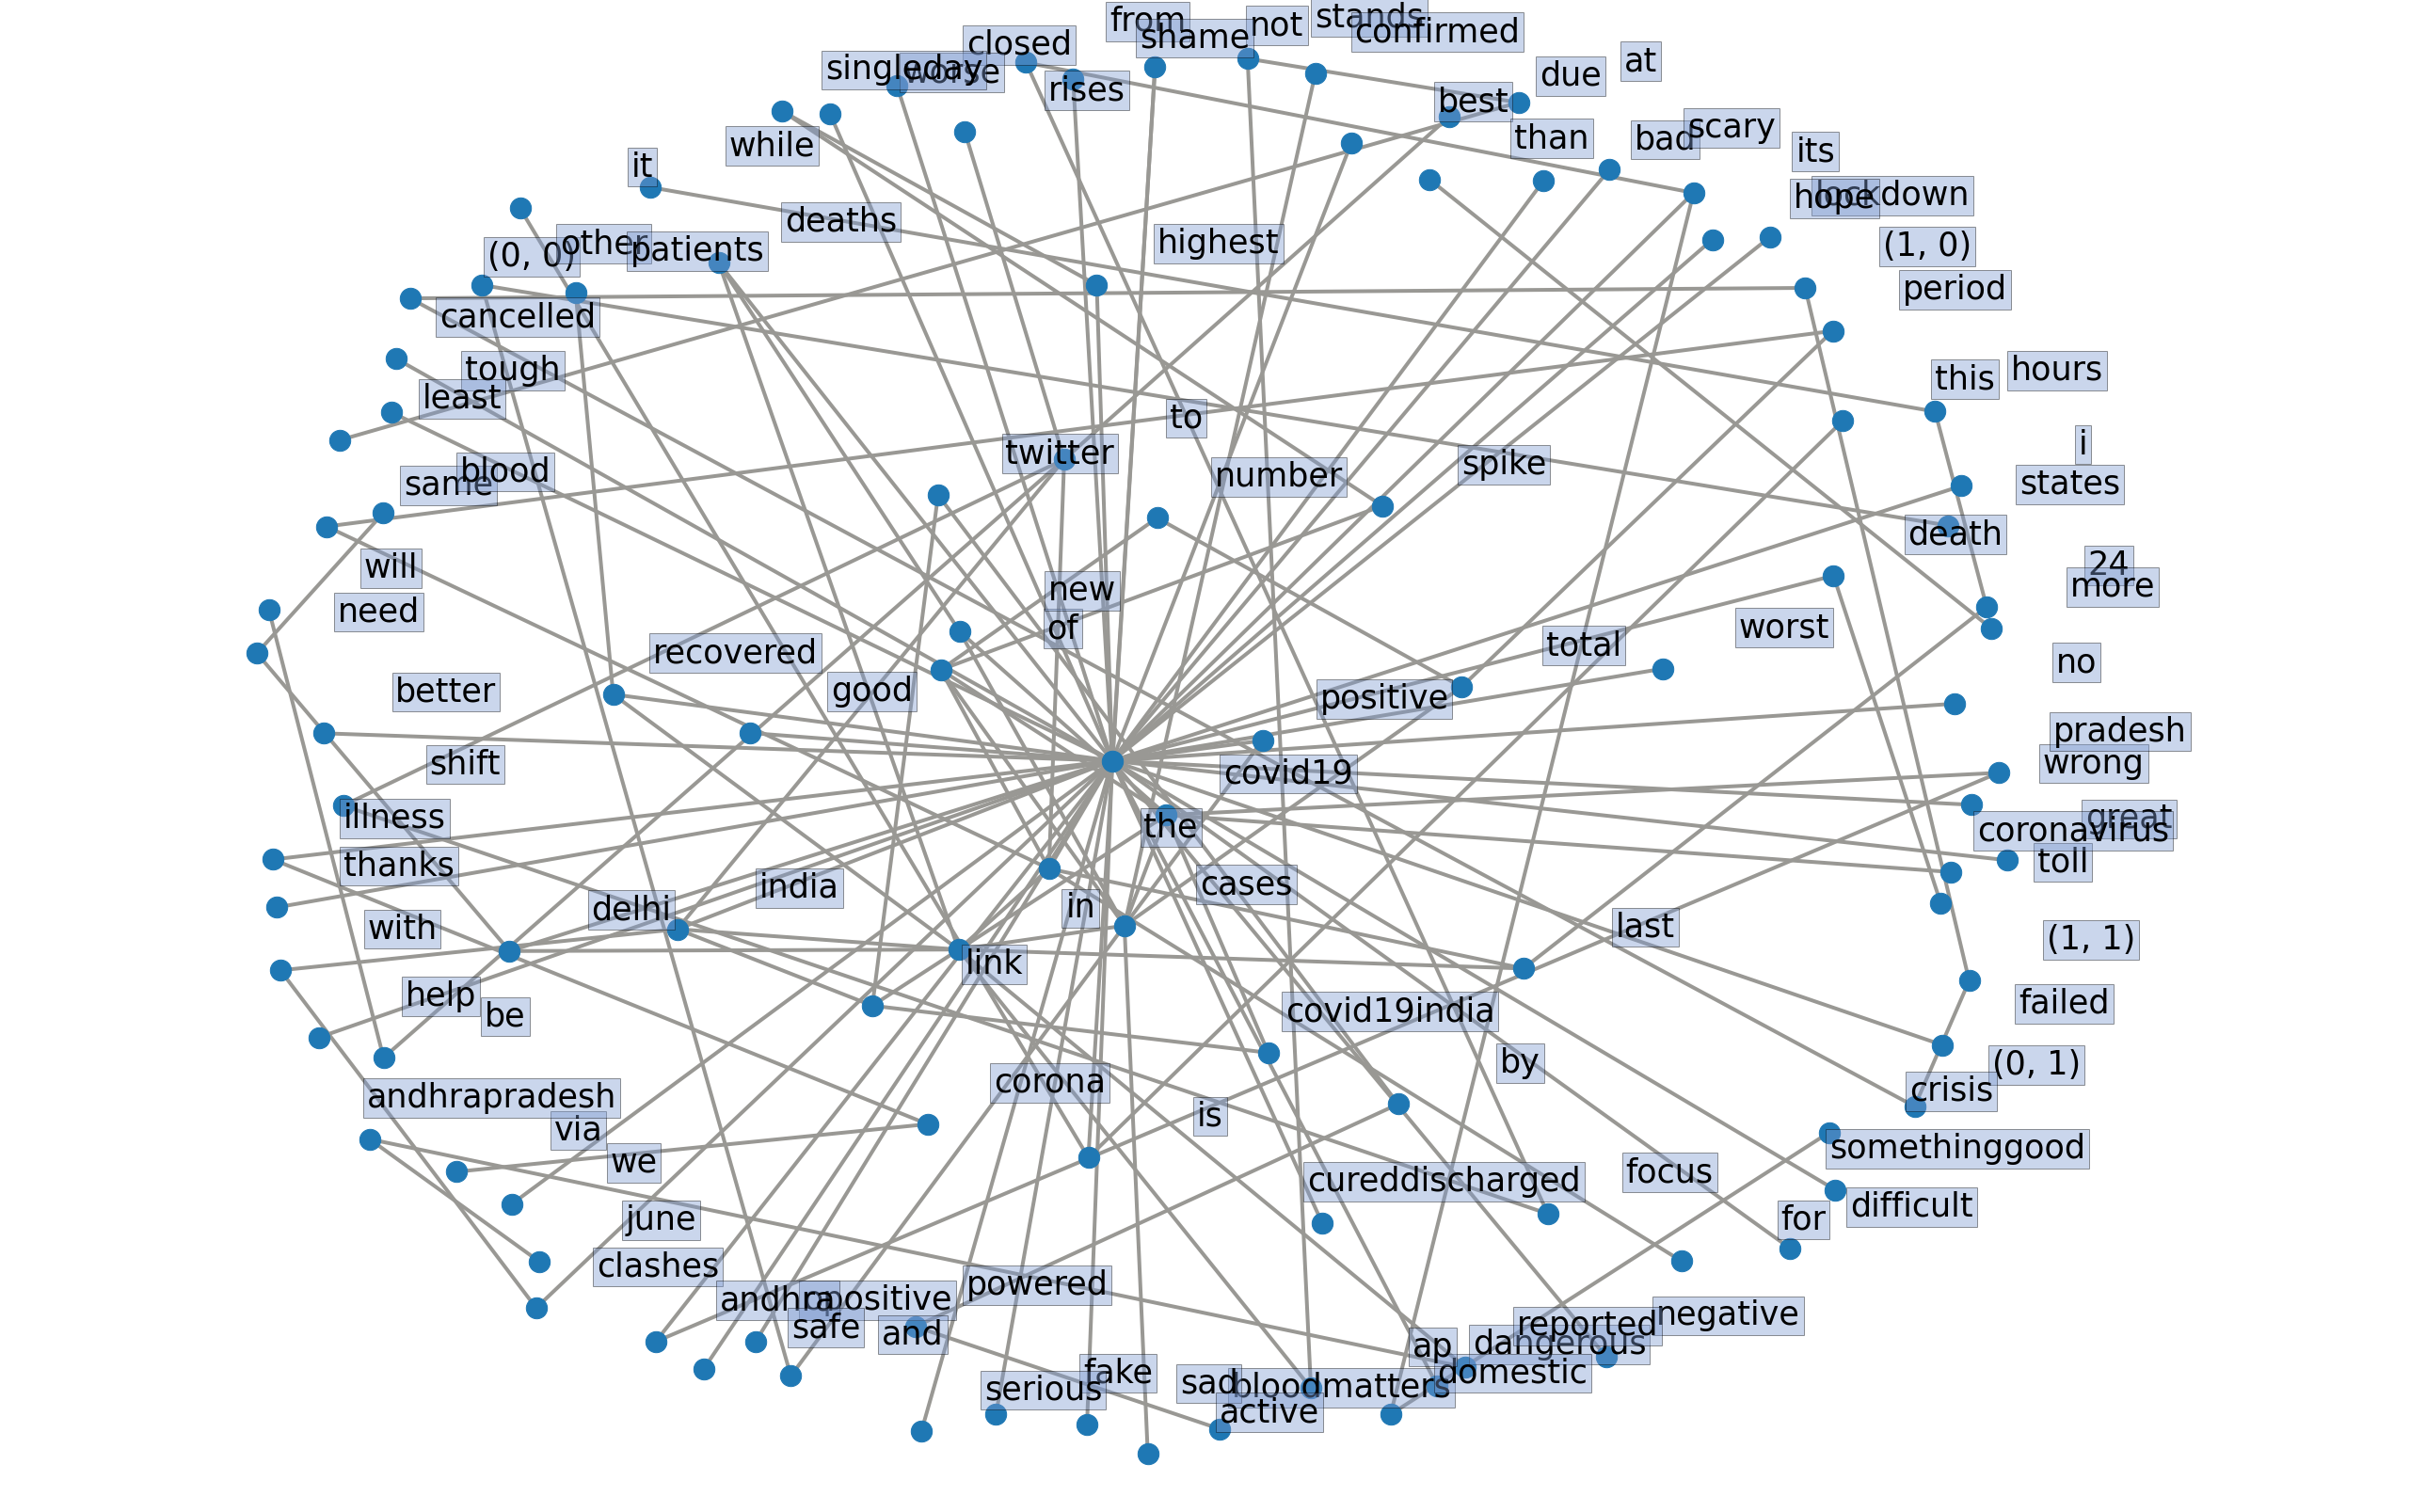 from
not
stands
closed
shame
confirmed
singleday
worse
rises
due
at
best
while
than
bad
scary
its
it
deaths
hope
lockdown
(0, 0)
other
patients
highest
(1, 0)
period
cancelled
tough
least
this
hours
to
twitter
number
spike
i
same
blood
states
death
will
new
24
more
need
of
recovered
total
worst
better
good
positive
no
pradesh
shift
covid19
wrong
illness
the
great
coronavirus
thanks
india
cases
toll
delhi
in
with
link
last
(1, 1)
help
be
covid19india
failed
andhrapradesh
corona
by
(0, 1)
crisis
via
is
we
somethinggood
june
cureddischarged
focus
for
difficult
clashes
powered
andhra
positive
safe
and
reported
negative
ap
dangerous
fake
domestic
serious
sad
bloodmatters
active